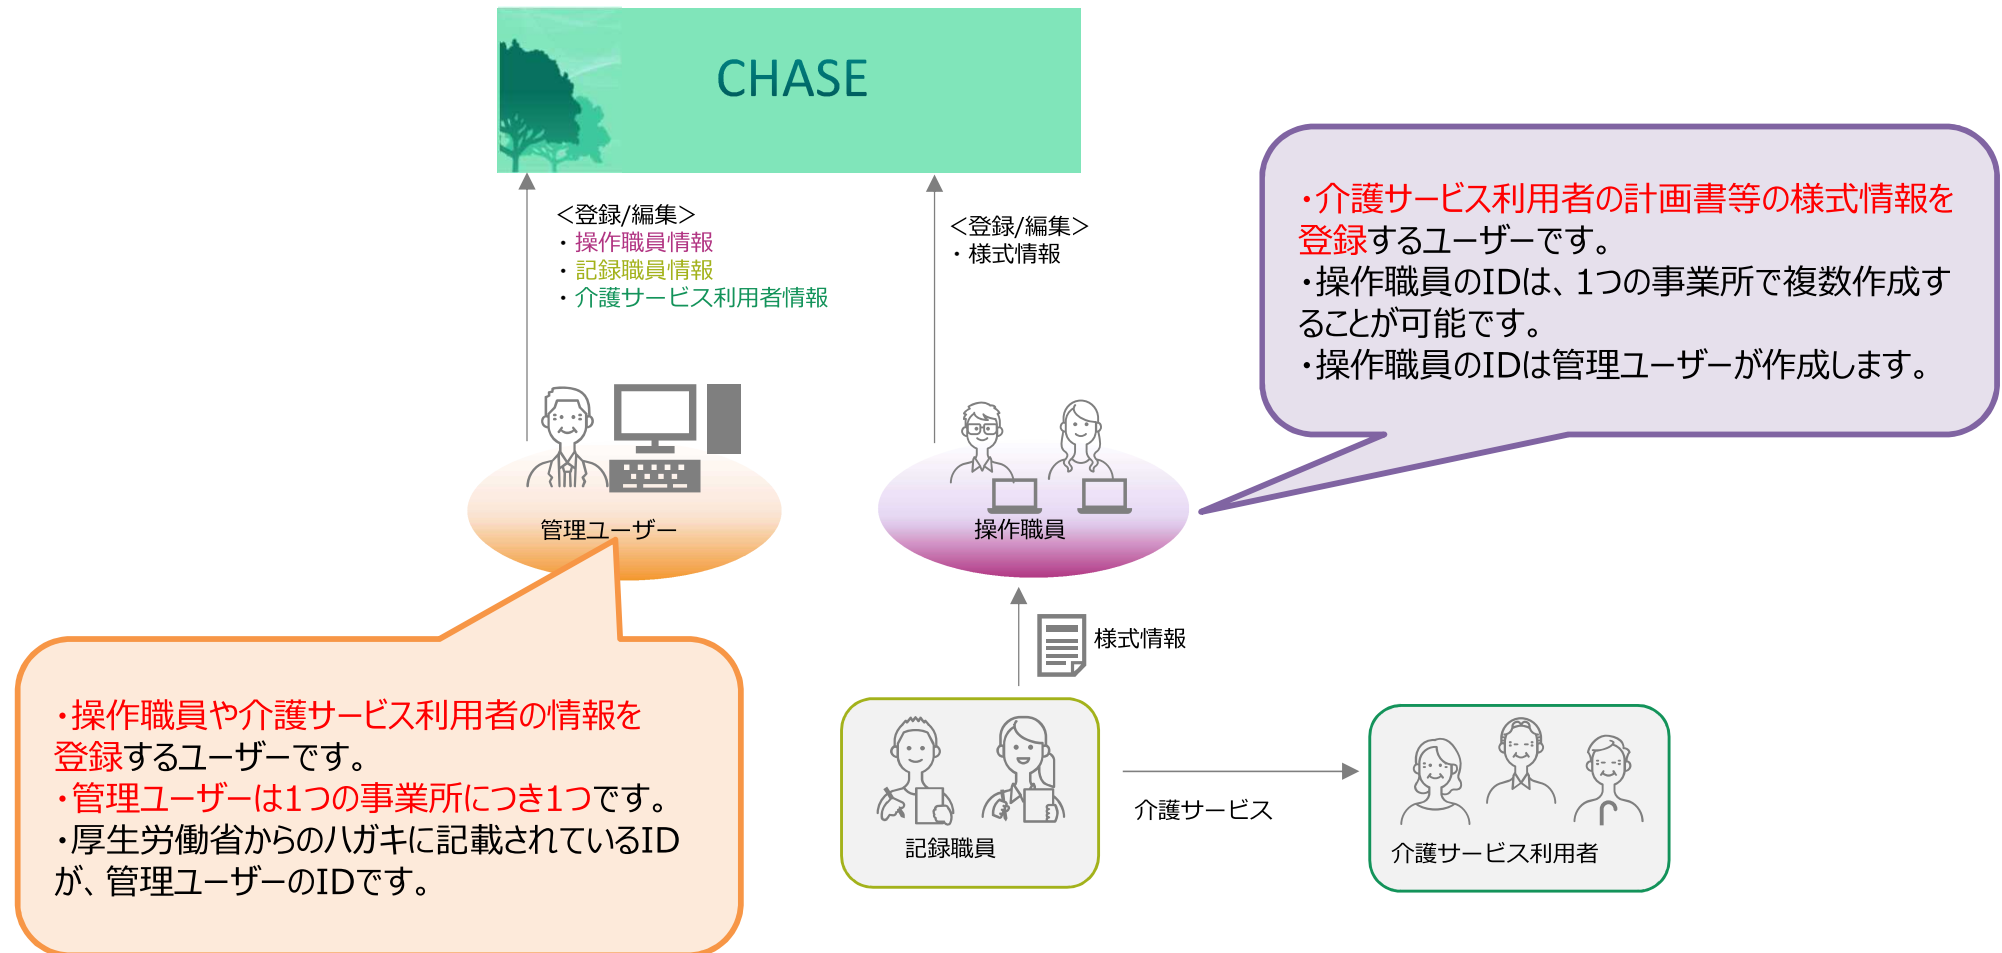 CHASE
＜登録/編集＞
・操作職員情報
・記録職員情報
・介護サービス利用者情報
＜登録/編集＞
・様式情報
・介護サービス利用者の計画書等の様式情報を
登録するユーザーです。
・操作職員のIDは、1つの事業所で複数作成す
ることが可能です。
・操作職員のIDは管理ユーザーが作成します。
管理ユーザー
操作職員
様式情報
・操作職員や介護サービス利用者の情報を
登録するユーザーです。
・管理ユーザーは1つの事業所につき1つです。
・厚生労働省からのハガキに記載されているID
が、管理ユーザーのIDです。
記録職員
介護サービス
介護サービス利用者